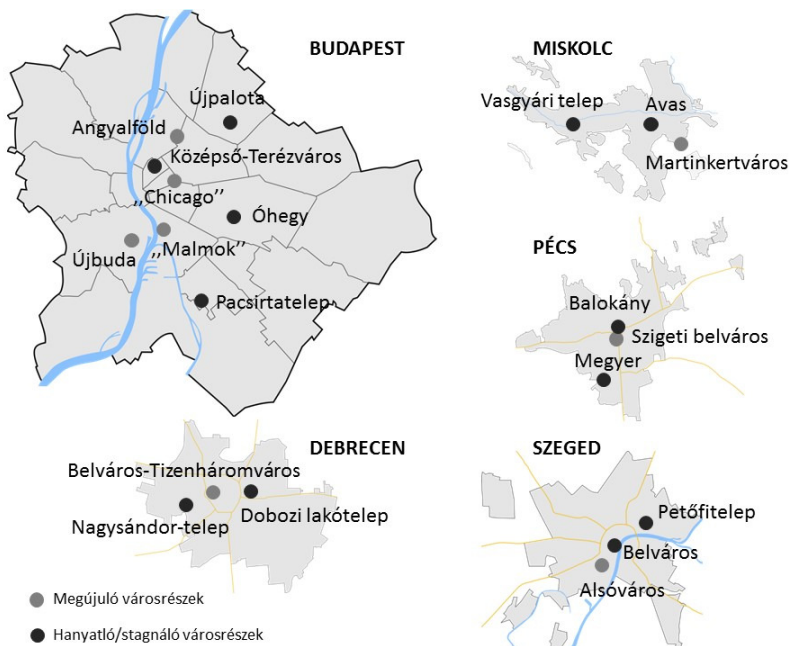 BUDAPEST
Újpalota
Angyalföld
Középső-Terézváros
„Chicago”
Óhegy
Újbuda
„Malmok”
Pacsirtatelep
MISKOLC
Vasgyári telep
Avas
Martinkertváros
PÉCS
Balokány
Szigeti belváros
Megyer
DEBRECEN
Belváros-Tizenháromváros
Nagysándor-telep
Dobozi lakótelep
SZEGED
Petőfitelep
Belváros
Alsóváros
Megújuló városrészek
Hanyatló/stagnáló városrészek